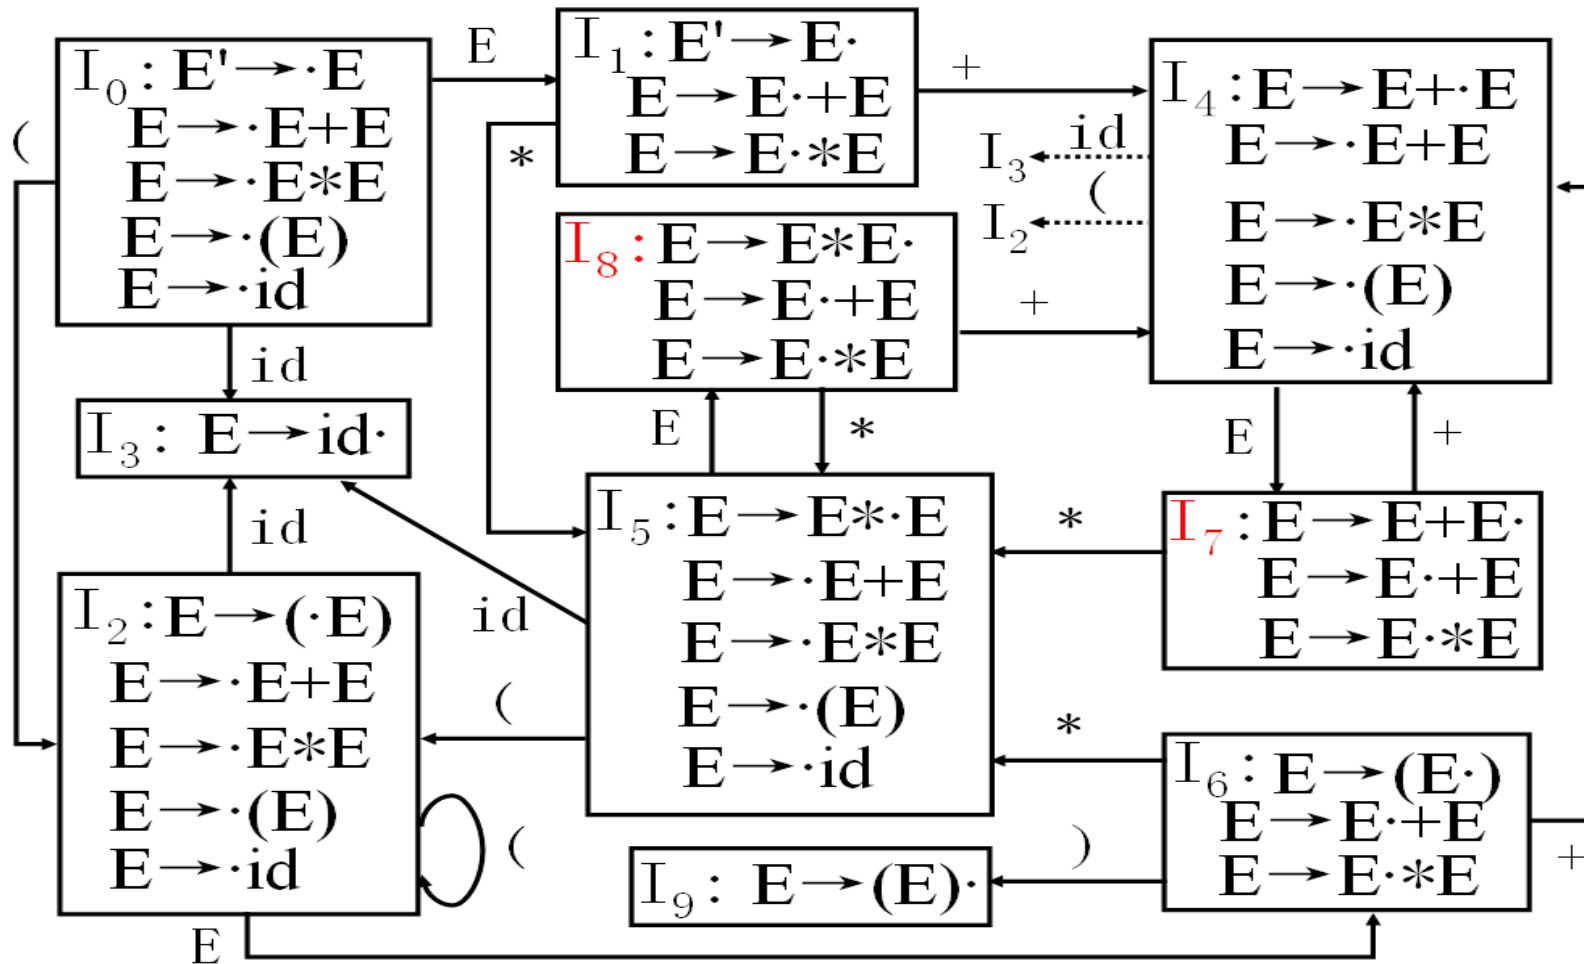 I0: E'→·E
E→·E+E
E→·E*E
E→·(E)
E→·id
E
(
id
I1: E'→E·
E→E·+E
E→E·*E
+
*
I4: E→E+·E
E→·E+E
E→·E*E
E→·(E)
E→·id
id
I3
(
I2
I8: E→E*E·
E→E·+E
E→E·*E
+
E
*
I3: E→id·
id
id
E
+
I5: E→E*·E
E→·E+E
E→·E*E
E→·(E)
E→·id
*
I7: E→E+E·
E→E·+E
E→E·*E
I2: E→(·E)
E→·E+E
E→·E*E
E→·(E)
E→·id
(
(
E
*
I6: E→(E·)
E→E·+E
E→E·*E
)
+
I9: E→(E)·